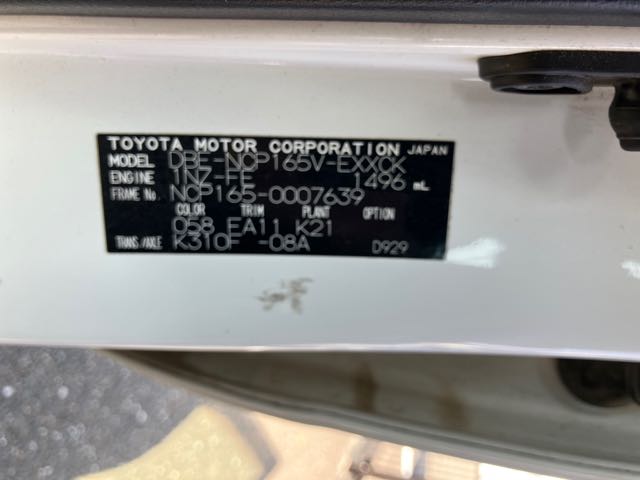 TOYOTA MOTOR CORPORATION JAPAN
MODEL DBE-NCP165V-EXXCK
ENGINE 1NZ-FE 1496 mL
FRAME No. NCP165-0007639
COLOR TRIM PLANT OPTION
058 EA11 K21
TRANS./AXLE K310F -08A D929